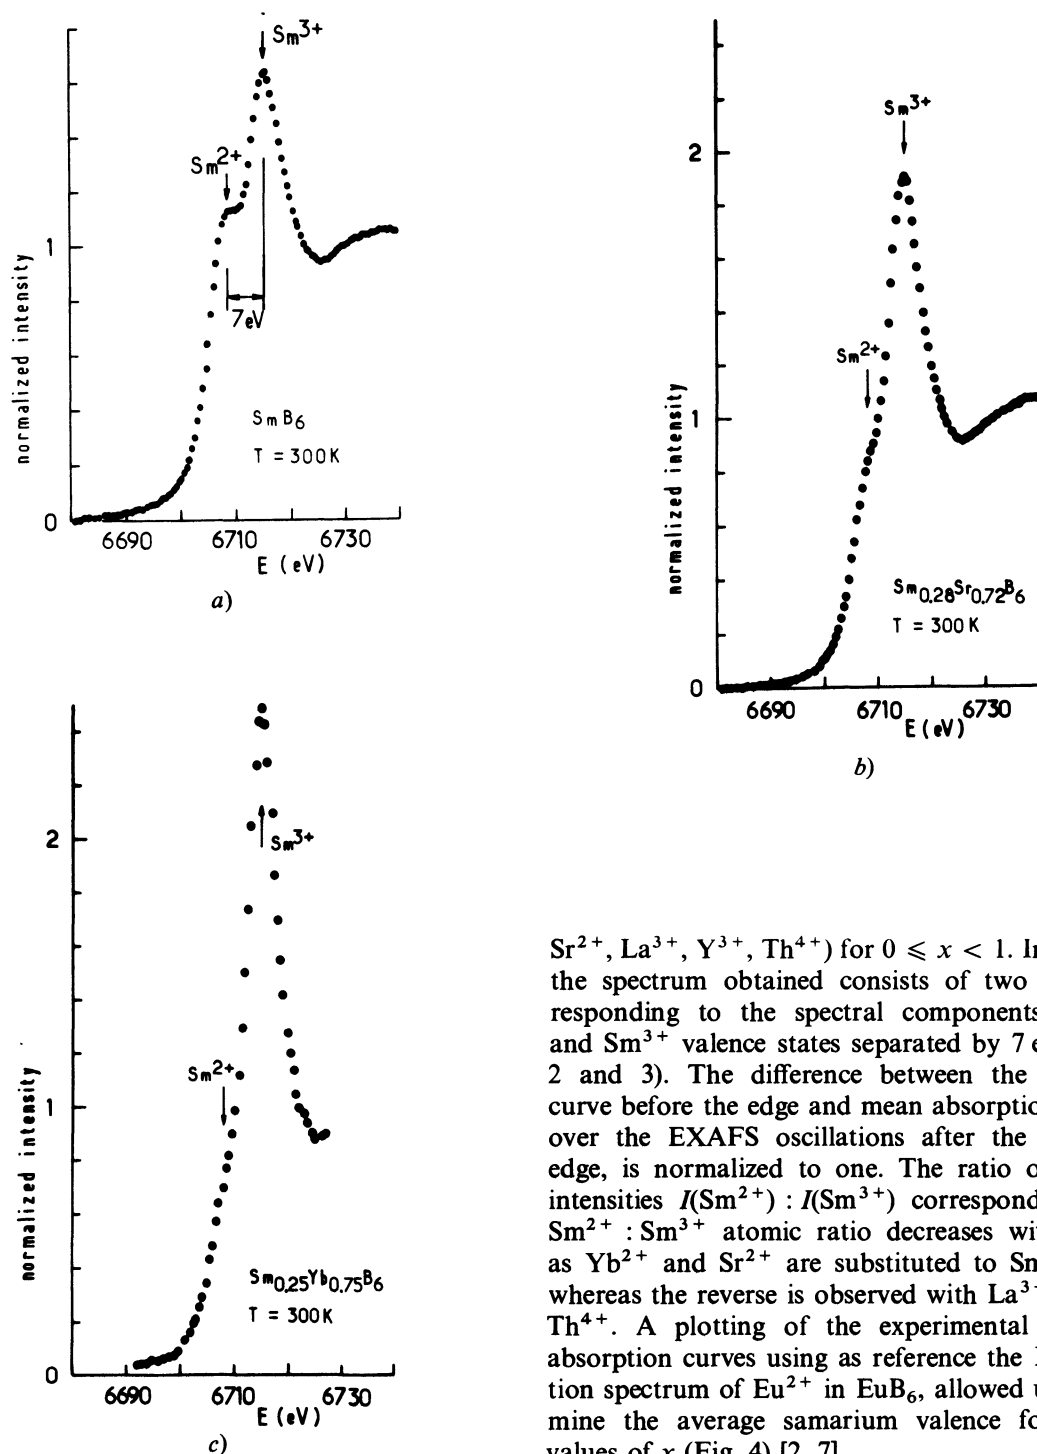 Sm3+
Sm2+
1
7eV
normalized intensity
SmB6
T = 300K
0
6690 6710 6730
E (eV)
a)
Sm3+
2
Sm2+
1
normalized intensity
Sm0.28Sr0.72B6
T = 300K
0
6690 6710 6730
E (eV)
b)
2
Sm3+
Sm2+
1
normalized intensity
Sm0.25Yb0.75B6
T = 300K
0
6690 6710 6730
E (eV)
c)
Sr2+, La3+, Y3+, Th4+) for 0 ⩽ x < 1.
the spectrum obtained consists of two
responding to the spectral components
and Sm3+ valence states separated by 7
2 and 3). The difference between the
curve before the edge and mean absorptio
over the EXAFS oscillations after the
edge, is normalized to one. The ratio
intensities I(Sm2+) : I(Sm3+) correspond
Sm2+ : Sm3+ atomic ratio decreases wi
as Yb2+ and Sr2+ are substituted to Sm
whereas the reverse is observed with La3+
Th4+. A plotting of the experimental
absorption curves using as reference the
tion spectrum of Eu2+ in EuB6, allowed
mine the average samarium valence fo
values of x (Fig. 4) [2, 7]